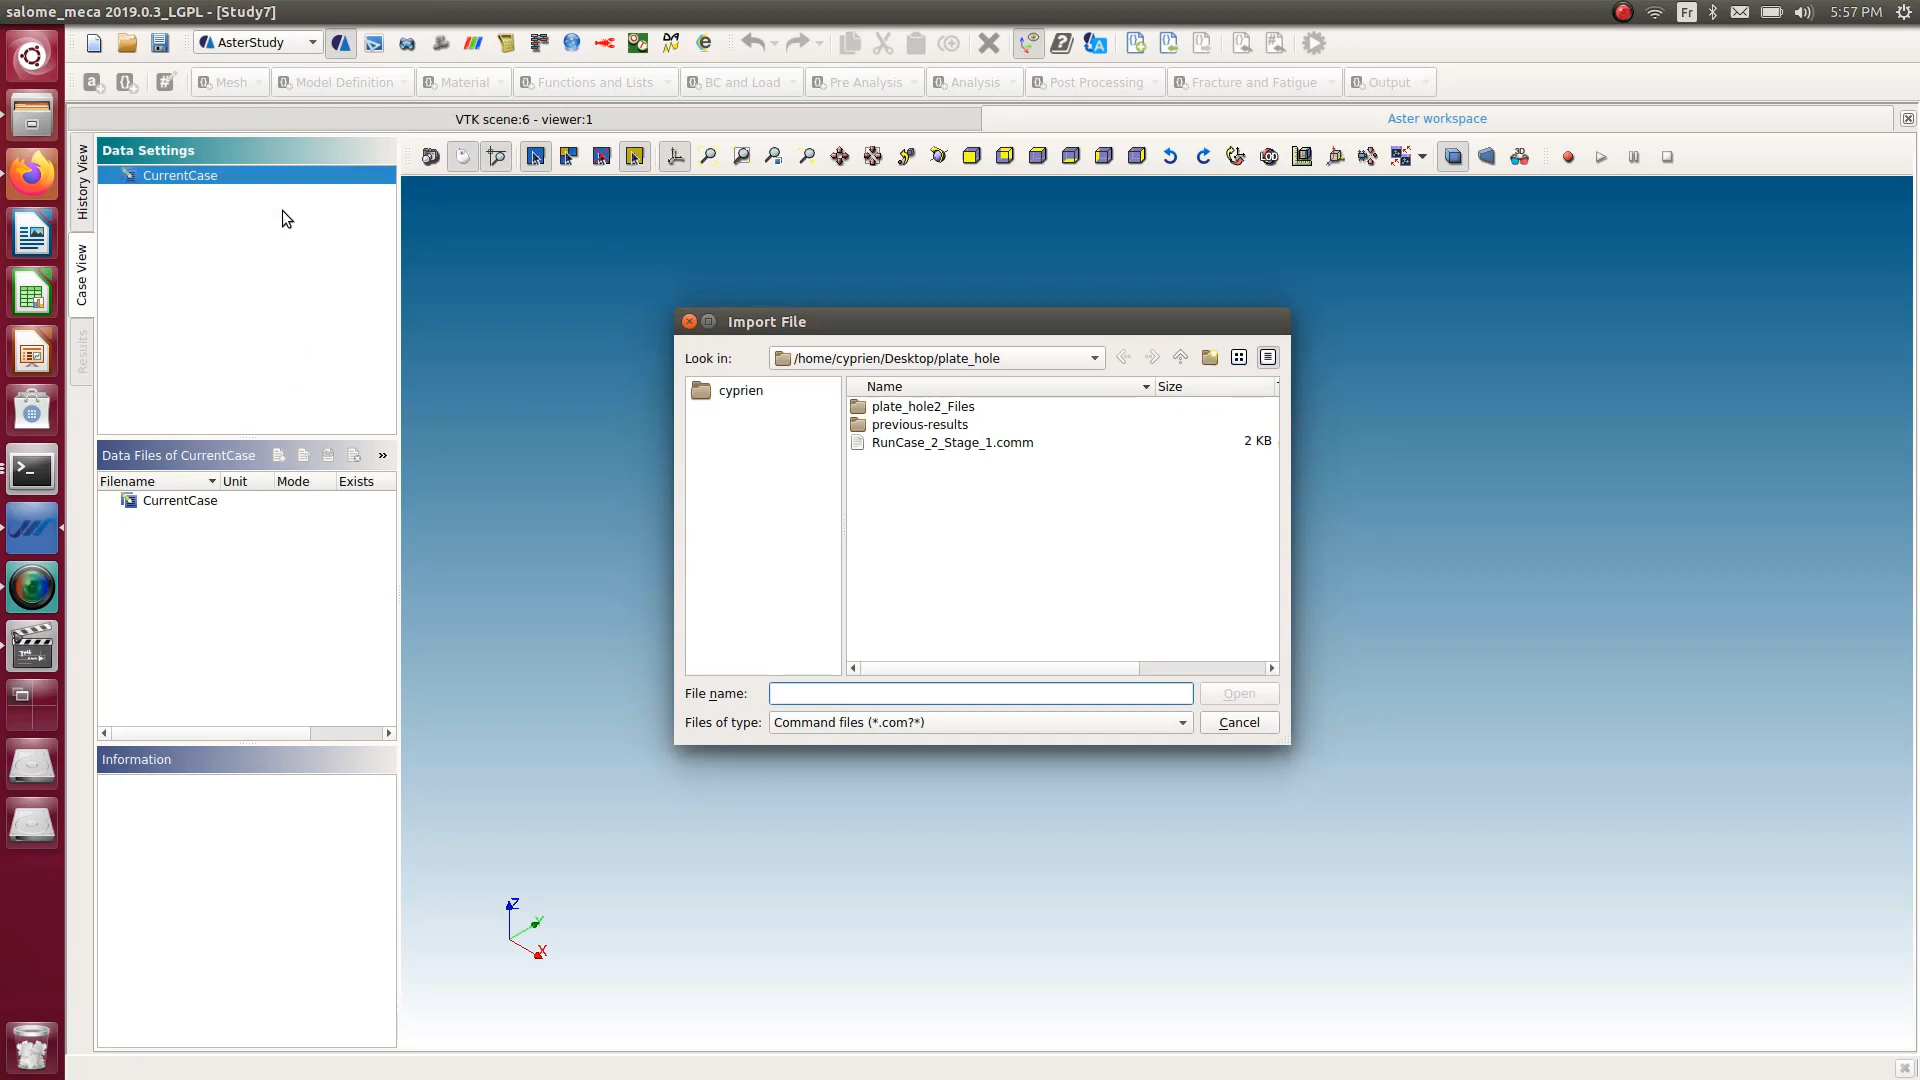 salome_meca 2019.0.3_LGPL - [Study7]
Fr
5:57 PM
AsterStudy
Mesh
Model Definition
Material
Functions and Lists
BC and Load
Pre Analysis
Analysis
Post Processing
Fracture and Fatigue
Output
VTK scene:6 - viewer:1
Aster workspace
History View
Case View
Results
Data Settings
CurrentCase
Data Files of CurrentCase
»
Filename
Unit
Mode
Exists
CurrentCase
Information
Import File
Look in:
/home/cyprien/Desktop/plate_hole
cyprien
Name
Size
plate_hole2_Files
previous-results
RunCase_2_Stage_1.comm
2 KB
File name:
Open
Files of type:
Command files (*.com?*)
Cancel
Z
Y
X